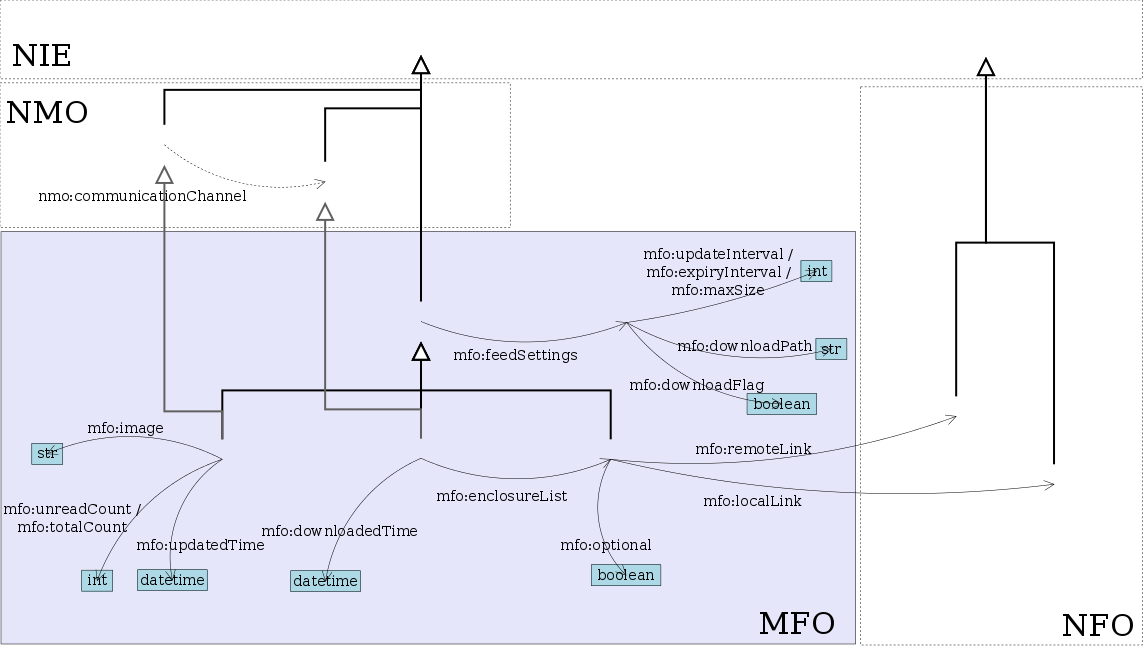 NIE
NMO
nmo:communicationChannel
mfo:updateInterval /
mfo:expiryInterval /
mfo:maxSize
int
mfo:feedSettings
mfo:downloadPath
str
mfo:downloadFlag
boolean
mfo:image
str
mfo:remoteLink
mfo:enclosureList
mfo:localLink
mfo:unreadCount /
mfo:totalCount
mfo:updatedTime
mfo:downloadedTime
mfo:optional
int
datetime
datetime
boolean
MFO
NFO